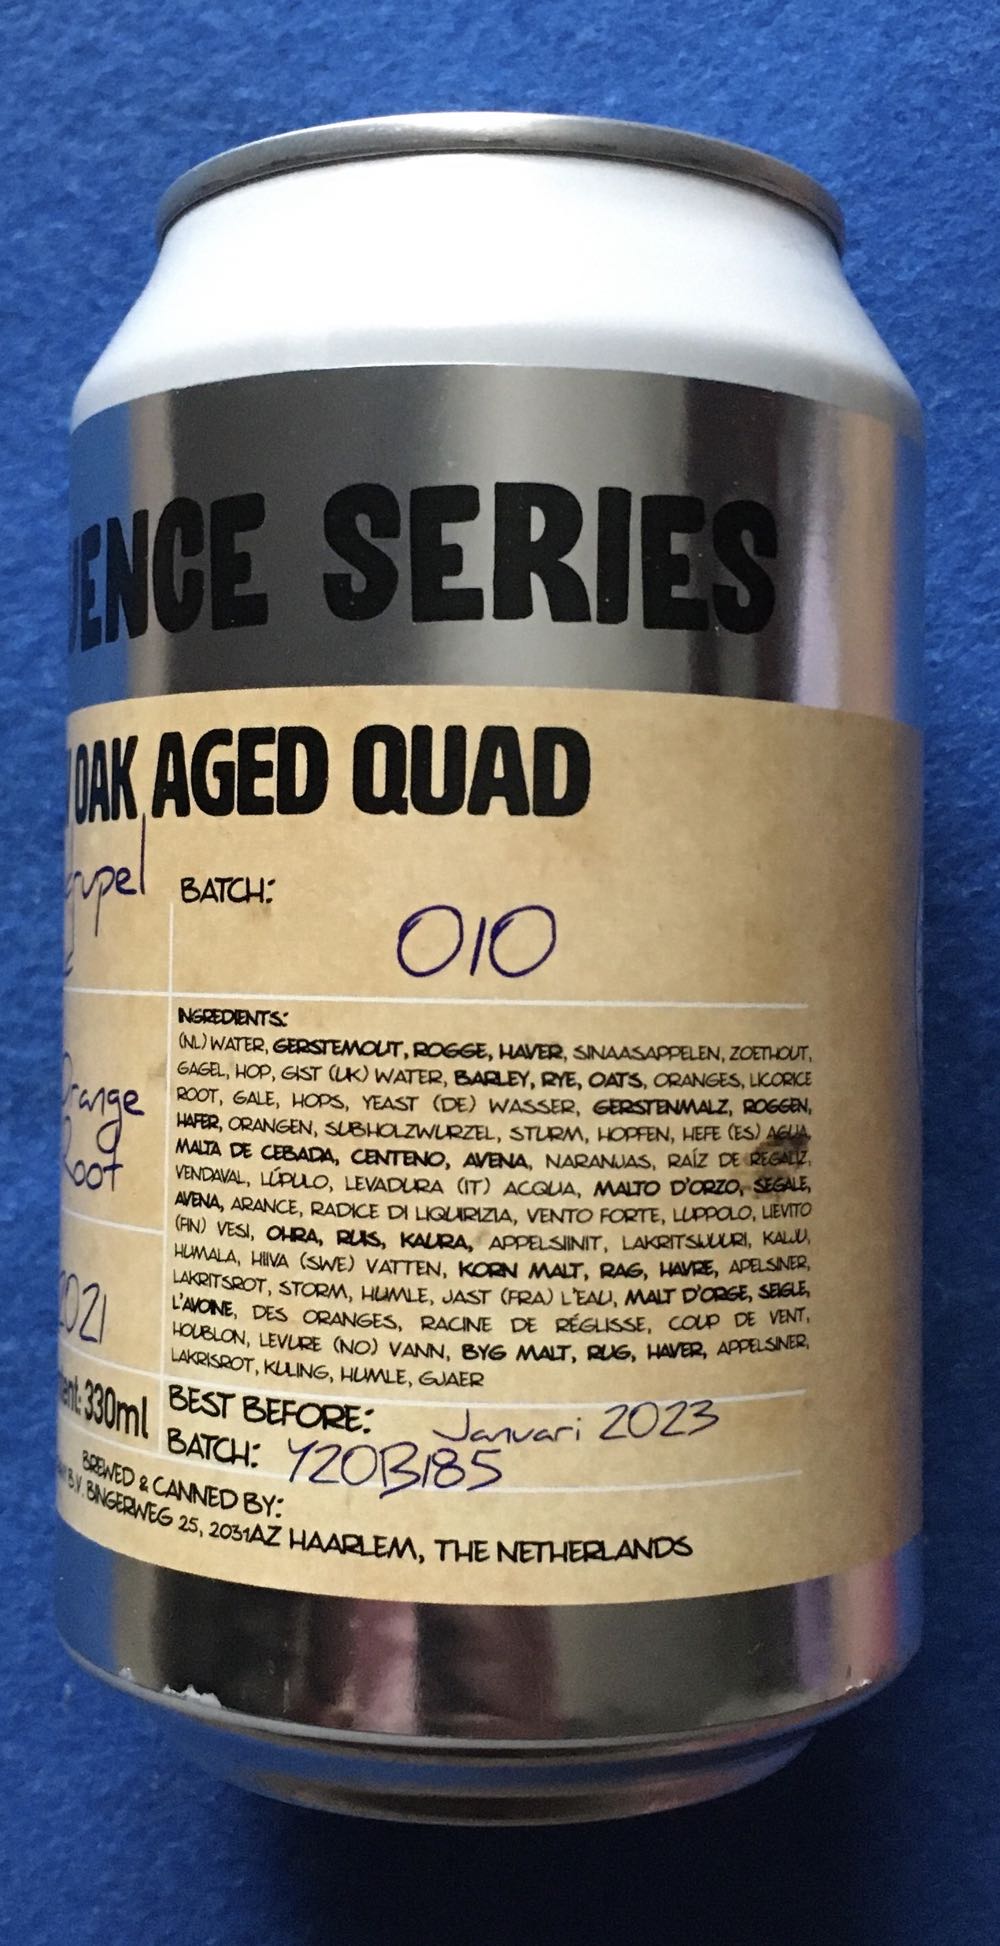 SERIES
OAK AGED QUAD
BATCH:
010
Orange
Root
2021
330ml
INGREDIENTS:
(NL) WATER, GERSTEMOUT, ROGGE, HAVER, SINAASAPPELEN, ZOETHOUT,
GAGEL, HOP, GIST (UK) WATER, BARLEY, RYE, OATS, ORANGES, LICORICE
ROOT, GALE, HOPS, YEAST (DE) WASSER, GERSTENMALZ, ROGGEN,
HAFER, ORANGEN, SUBHOLZWURZEL, STURM, HOPFEN, HEFE (ES) AGUA,
MALTA DE CEBADA, CENTENO, AVENA, NARANJAS, RAÍZ DE REGALIZ,
VENDAVAL, LÚPULO, LEVADURA (IT) ACQUA, MALTO D'ORZO, SEGALE,
AVENA, ARANCE, RADICE DI LIQUIRIZIA, VENTO FORTE, LUPPOLO, LIEVITO
(FIN) VESI, OHRA, RUIS, KAURA, APPELSIINIT, LAKRITSIJUURI, KALJU,
HUMALA, HIIVA (SWE) VATTEN, KORN MALT, RAG, HAVRE, APELSINER,
LAKRITSROT, STORM, HUMLE, JAST (FRA) L'EAU, MALT D'ORGE, SEIGLE,
L'AVOINE, DES ORANGES, RACINE DE RÉGLISSE, COUP DE VENT,
HOUBLON, LEVURE (NO) VANN, BYG MALT, RUG, HAVER, APPELSINER,
LAKRISROT, KULING, HUMLE, GJAER
BEST BEFORE: Januari 2023
BATCH: Y20B185
BREWED & CANNED BY:
B.V. BINGERWEG 25, 2031AZ HAARLEM, THE NETHERLANDS